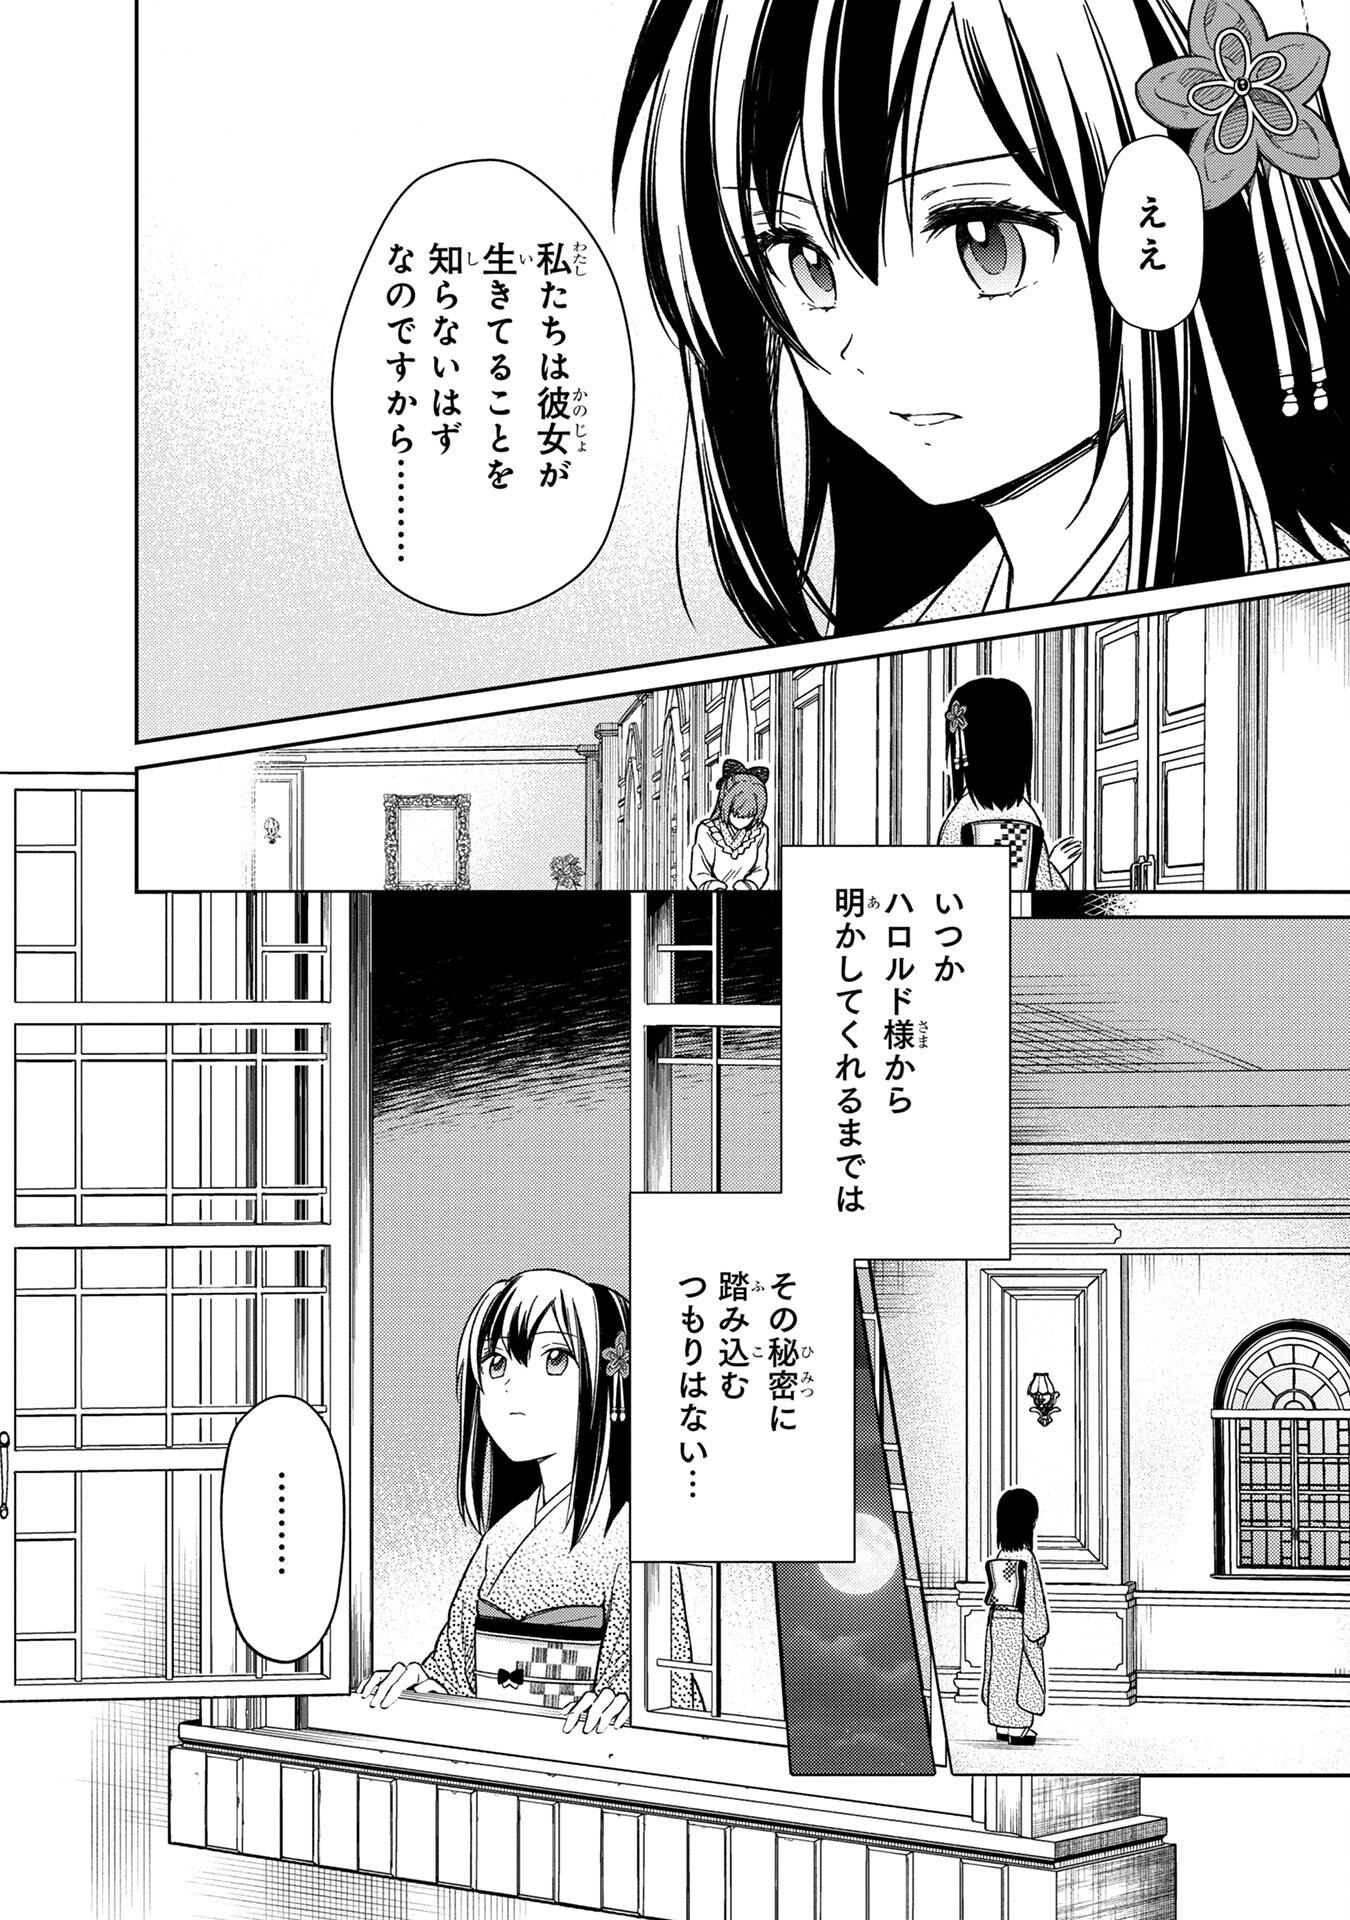 ええ
私たちは彼女が
生きてることを
知らないはず
なのですから………
いつか
ハロルド様から
明かしてくれるまでは
その秘密に
踏み込む
つもりはない…
………